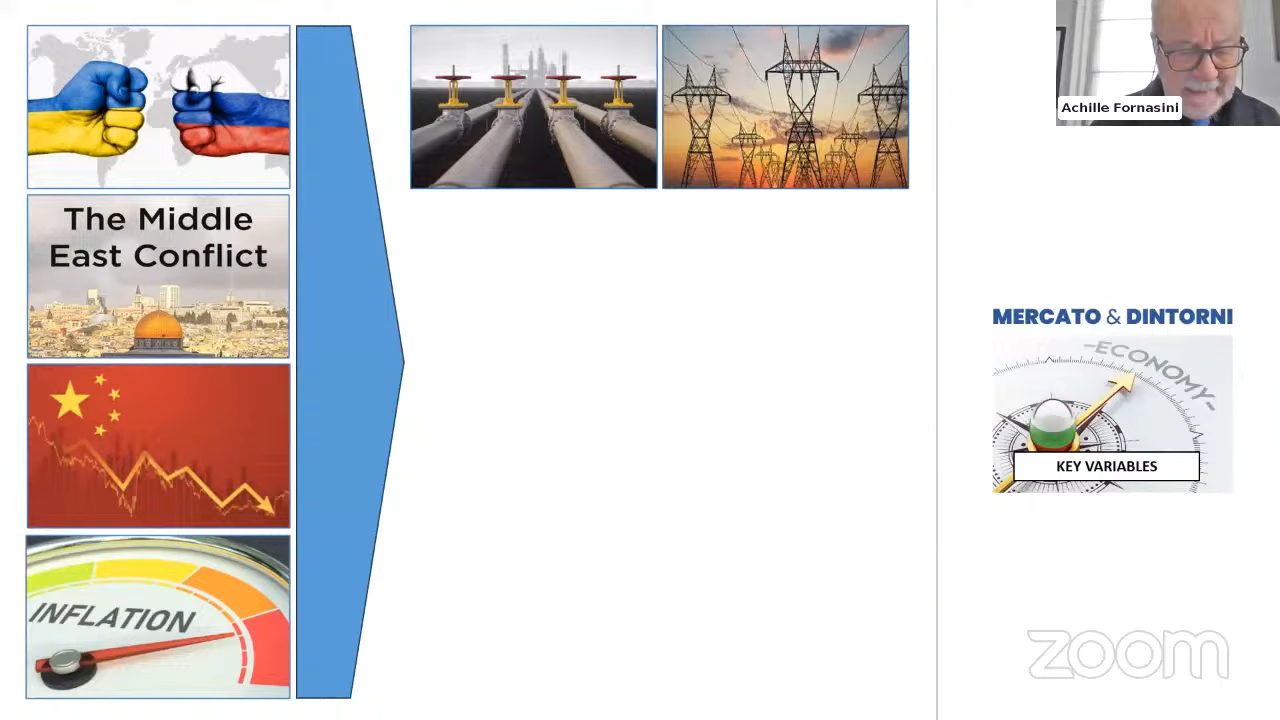 The Middle
East Conflict
INFLATION
Achille Fornasini
MERCATO & DINTORNI
-ECONOMY-
KEY VARIABLES
zoom